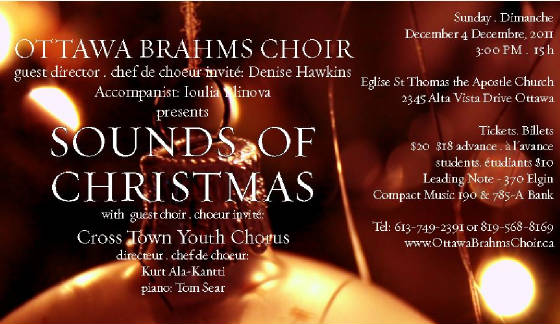 OTTAWA BRAHMS CHOIR
guest director . chef de choeur invité: Denise Hawkins
Accompanist: Ioulia Blinova
presents
SOUNDS OF
CHRISTMAS
with guest choir . choeur invité:
Cross Town Youth Chorus
directeur . chef de choeur:
Kurt Ala-Kantti
piano: Tom Sear
Sunday . Dimanche
December 4 Decembre, 2011
3:00 PM . 15 h
Eglise St Thomas the Apostle Church
2345 Alta Vista Drive Ottawa
Tickets. Billets
$20 $18 advance . à l'avance
students. étudiants $10
Leading Note - 370 Elgin
Compact Music 190 & 785-A Bank
Tel: 613-749-2391 or 819-568-8169
www.OttawaBrahmsChoir.ca